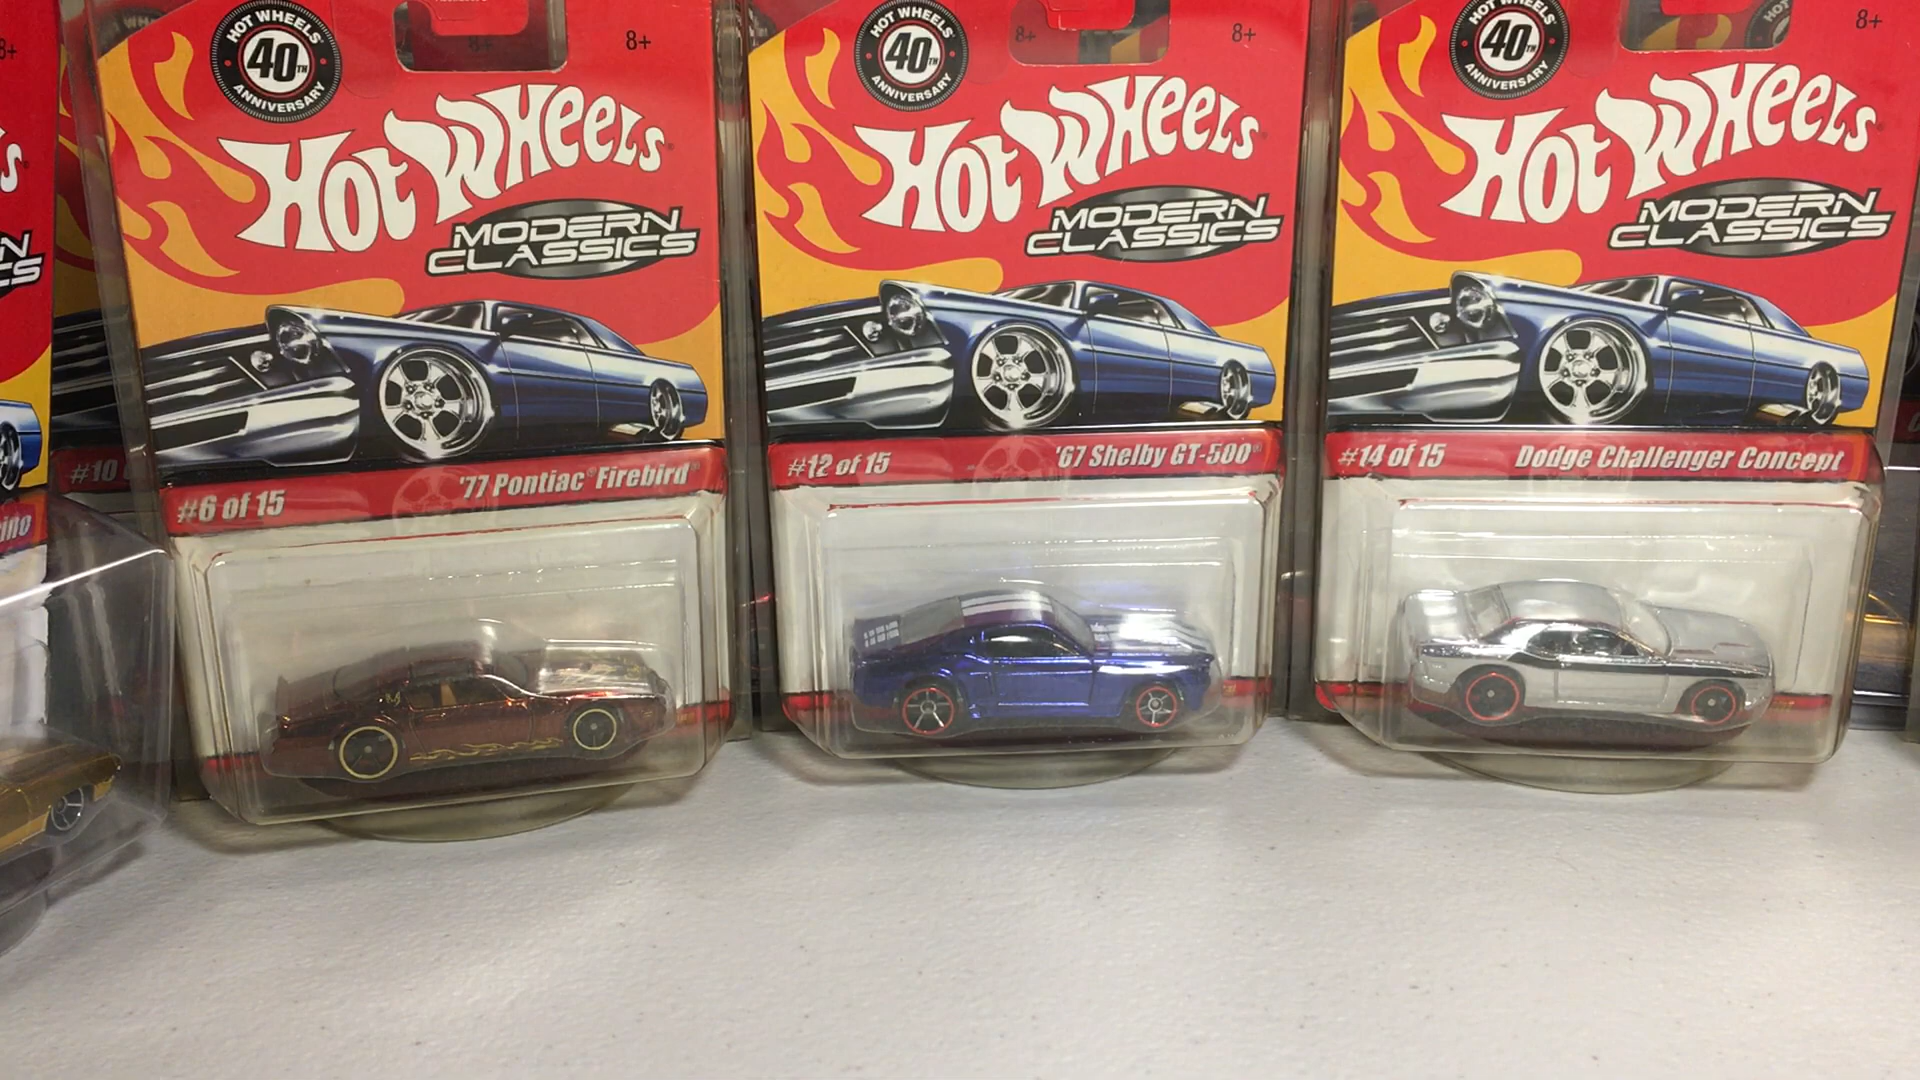 HOT WHEELS
40TH
ANNIVERSARY
8+
8+
HOT WHEELS
MODERN
CLASSICS
#6 of 15
'77 Pontiac® Firebird™
HOT WHEELS
40TH
ANNIVERSARY
8+
8+
HOT WHEELS
MODERN
CLASSICS
#12 of 15
'67 Shelby GT-500®
HOT WHEELS
40TH
ANNIVERSARY
8+
HOT WHEELS
MODERN
CLASSICS
#14 of 15
Dodge Challenger Concept
#10